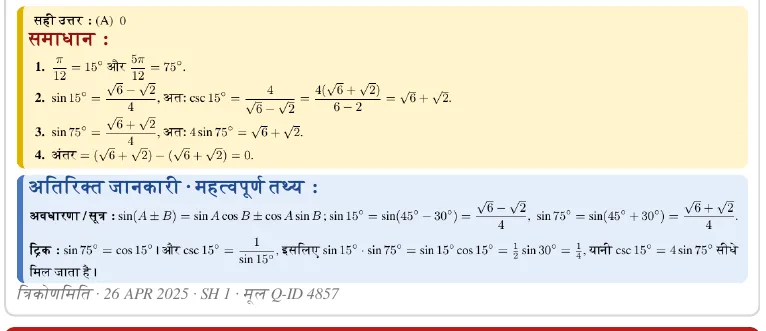 सही उत्तर : (A) 0
समाधान :
1. π/12 = 15° और 5π/12 = 75°.
2. sin 15° = (√6 − √2)/4, अतः csc 15° = 4/(√6 − √2) = 4(√6 + √2)/(6 − 2) = √6 + √2.
3. sin 75° = (√6 + √2)/4, अतः 4 sin 75° = √6 + √2.
4. अंतर = (√6 + √2) − (√6 + √2) = 0.
अतिरिक्त जानकारी · महत्वपूर्ण तथ्य :
अवधारणा / सूत्र : sin(A ± B) = sin A cos B ± cos A sin B ; sin 15° = sin(45° − 30°) = (√6 − √2)/4, sin 75° = sin(45° + 30°) = (√6 + √2)/4.
ट्रिक : sin 75° = cos 15°। और csc 15° = 1/sin 15°, इसलिए sin 15° · sin 75° = sin 15° cos 15° = 1/2 sin 30° = 1/4, यानी csc 15° = 4 sin 75° सीधे
मिल जाता है।
त्रिकोणमिति · 26 APR 2025 · SH 1 · मूल Q-ID 4857